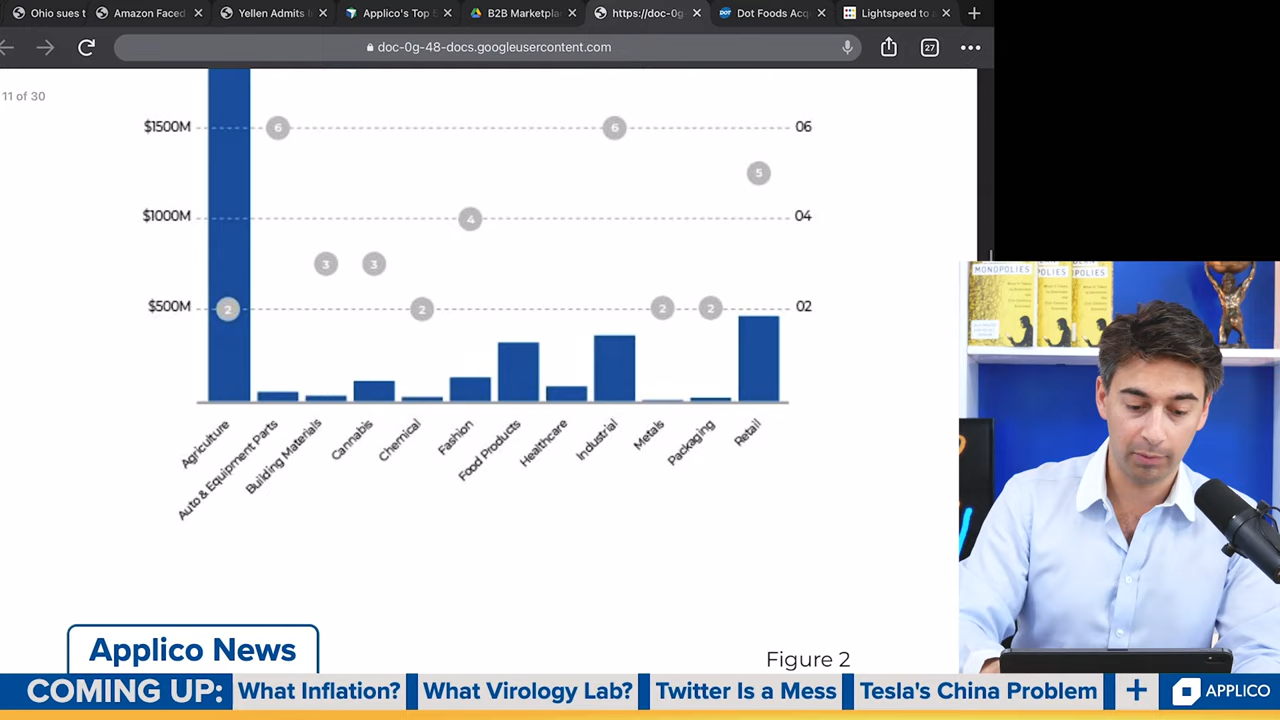 Ohio sues t
Amazon Faced
Yellen Admits I
Applico's Top
B2B Marketpla
https://doc-0g
Dot Foods Acq
Lightspeed to
doc-0g-48-docs.googleusercontent.com
27
11 of 30
$1500M
6
6
06
5
$1000M
4
04
3
3
$500M
2
2
2
2
02
Agriculture
Auto & Equipment Parts
Building Materials
Cannabis
Chemical
Fashion
Food Products
Healthcare
Industrial
Metals
Packaging
Retail
Figure 2
MONOPOLIES
POLIES
POLIES
Applico News
COMING UP:
What Inflation?
What Virology Lab?
Twitter Is a Mess
Tesla's China Problem
+
APPLICO